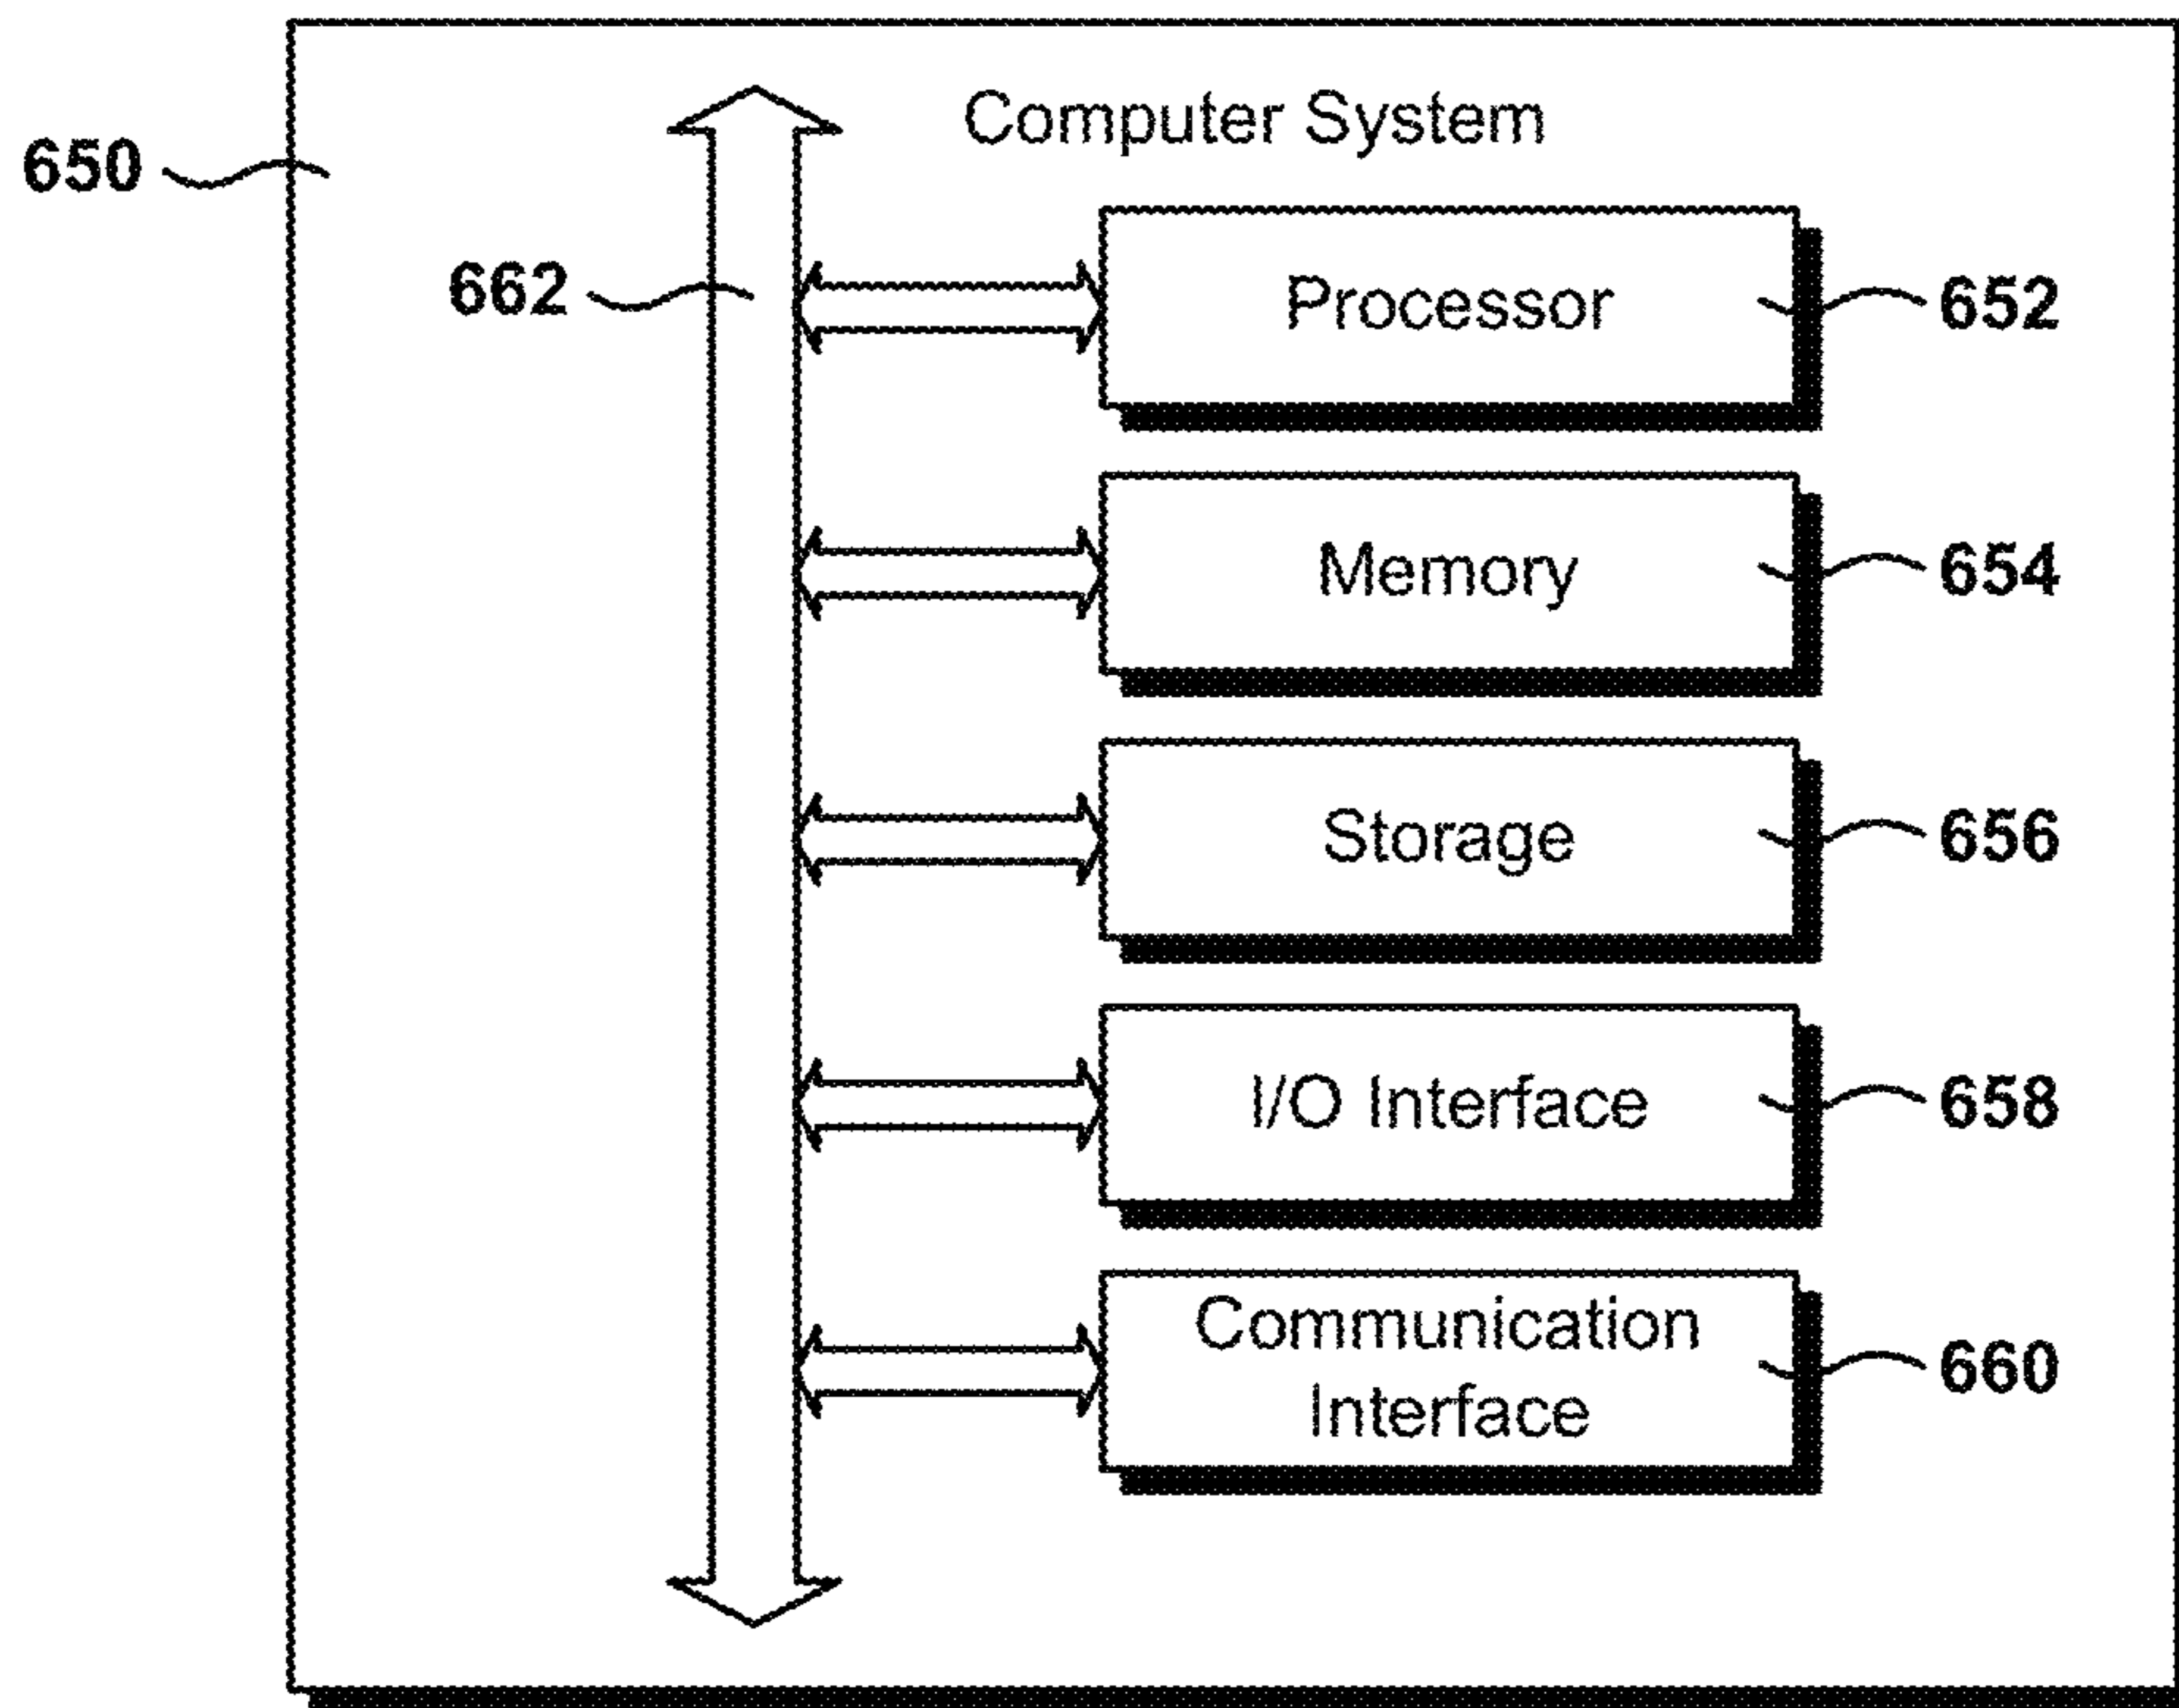 Computer System
650
662
Processor
652
Memory
654
Storage
656
I/O Interface
658
Communication
Interface
660